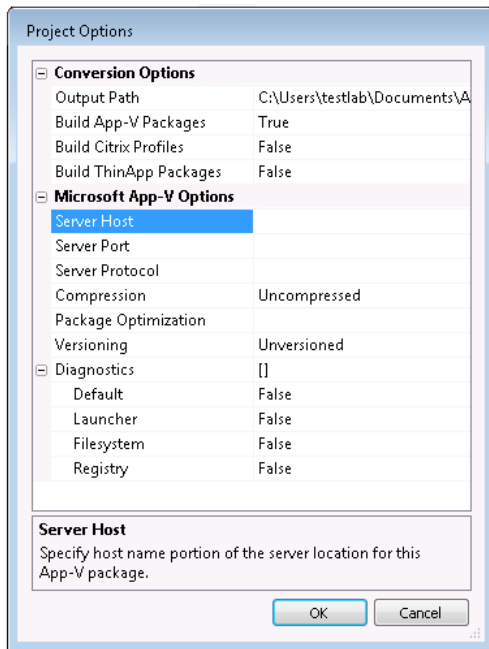 Project Options
Conversion Options
Output Path C:\Users\testlab\Documents\A
Build App-V Packages True
Build Citrix Profiles False
Build ThinApp Packages False
Microsoft App-V Options
Server Host
Server Port
Server Protocol
Compression Uncompressed
Package Optimization
Versioning Unversioned
Diagnostics []
Default False
Launcher False
Filesystem False
Registry False
Server Host
Specify host name portion of the server location for this
App-V package.
OK Cancel